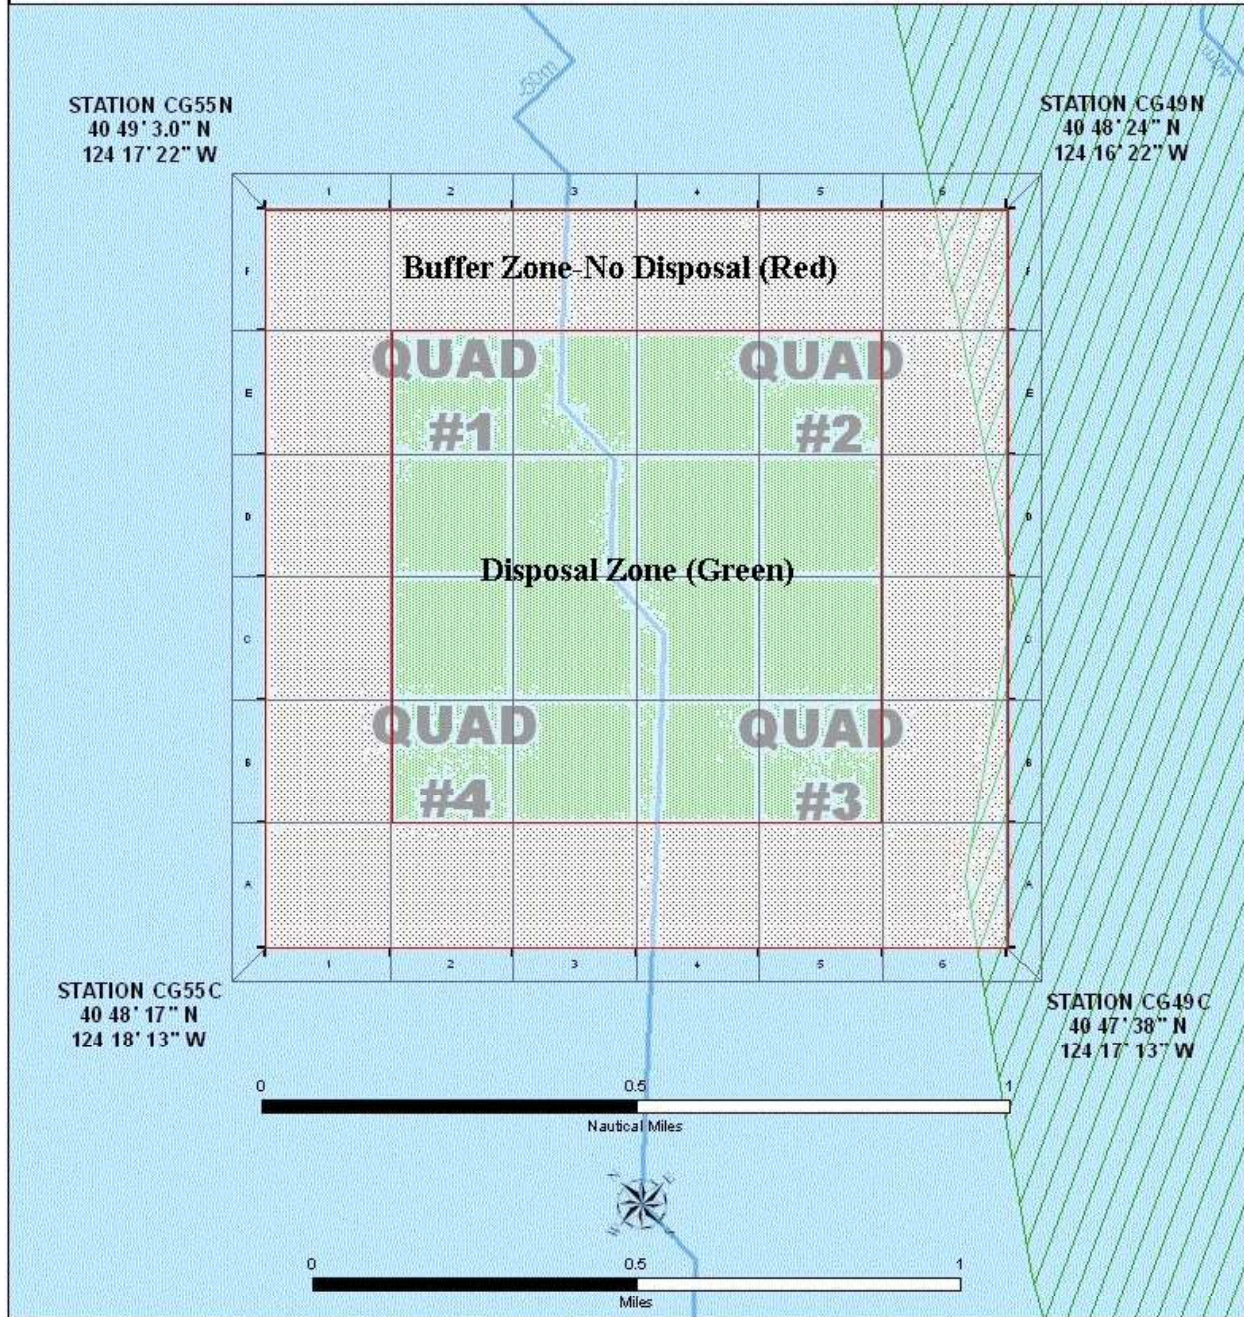 -50m
40m
STATION CG55N
40 49' 3.0" N
124 17' 22" W
STATION CG49N
40 48' 24" N
124 16' 22" W
1 2 3 4 5 6
F F
Buffer Zone-No Disposal (Red)
QUAD QUAD
E E
#1 #2
D D
Disposal Zone (Green)
C C
QUAD QUAD
B B
#4 #3
A A
1 2 3 4 5 6
STATION CG55C
40 48' 17" N
124 18' 13" W
STATION CG49C
40 47' 38" N
124 17' 13" W
0 0.5 1
Nautical Miles
0 0.5 1
Miles